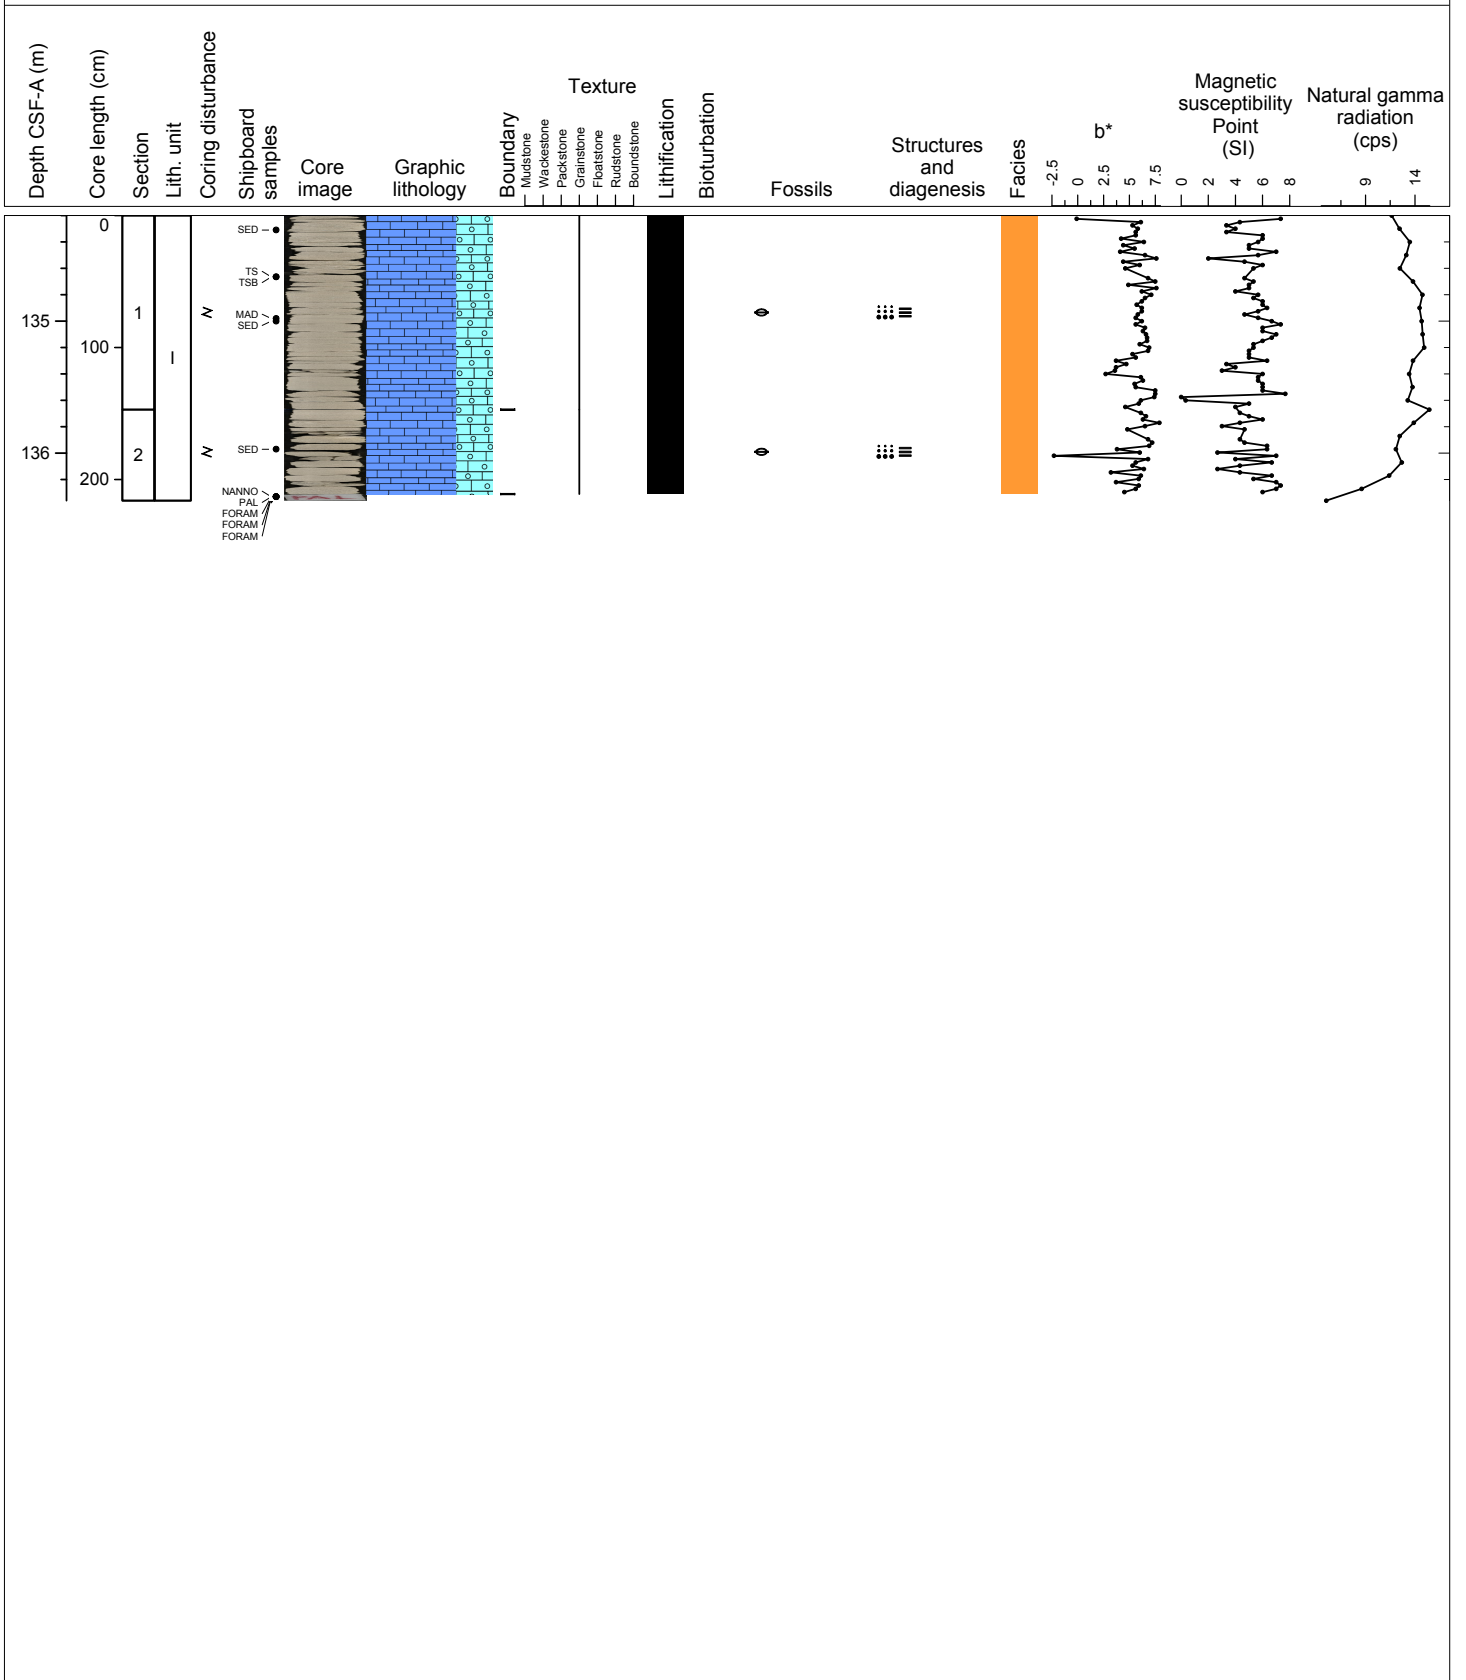 Depth CSF-A (m)
Core length (cm)
Section
Lith. unit
Coring disturbance
Shipboard
samples
Core
image
Graphic
lithology
Boundary
Texture
Mudstone
Wackestone
Packstone
Grainstone
Floatstone
Rudstone
Boundstone
Lithification
Bioturbation
Fossils
Structures
and
diagenesis
Facies
b*
-2.5
0
2.5
5
7.5
Magnetic
susceptibility
Point
(SI)
0
2
4
6
8
Natural gamma
radiation
(cps)
9
14
135
136
0
100
200
1
2
I
SED
TS
TSB
MAD
SED
SED
NANNO
PAL
FORAM
FORAM
FORAM